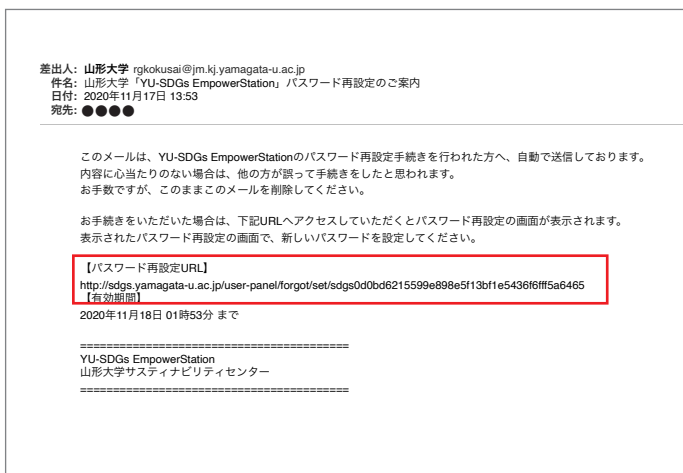 差出人: 山形大学 rgkokusai@jm.kj.yamagata-u.ac.jp
件名: 山形大学「YU-SDGs EmpowerStation」パスワード再設定のご案内
日付: 2020年11月17日 13:53
宛先: ●●●●
このメールは、YU-SDGs EmpowerStationのパスワード再設定手続きを行われた方へ、自動で送信しております。
内容に心当たりのない場合は、他の方が誤って手続きをしたと思われます。
お手数ですが、このままこのメールを削除してください。
お手続きをいただいた場合は、下記URLへアクセスしていただくとパスワード再設定の画面が表示されます。
表示されたパスワード再設定の画面で、新しいパスワードを設定してください。
【パスワード再設定URL】
http://sdgs.yamagata-u.ac.jp/user-panel/forgot/set/sdgs0d0bd6215599e898e5f13bf1e5436f6fff5a6465
【有効期間】
2020年11月18日 01時53分 まで
=========================================
YU-SDGs EmpowerStation
山形大学サスティナビリティセンター
=========================================